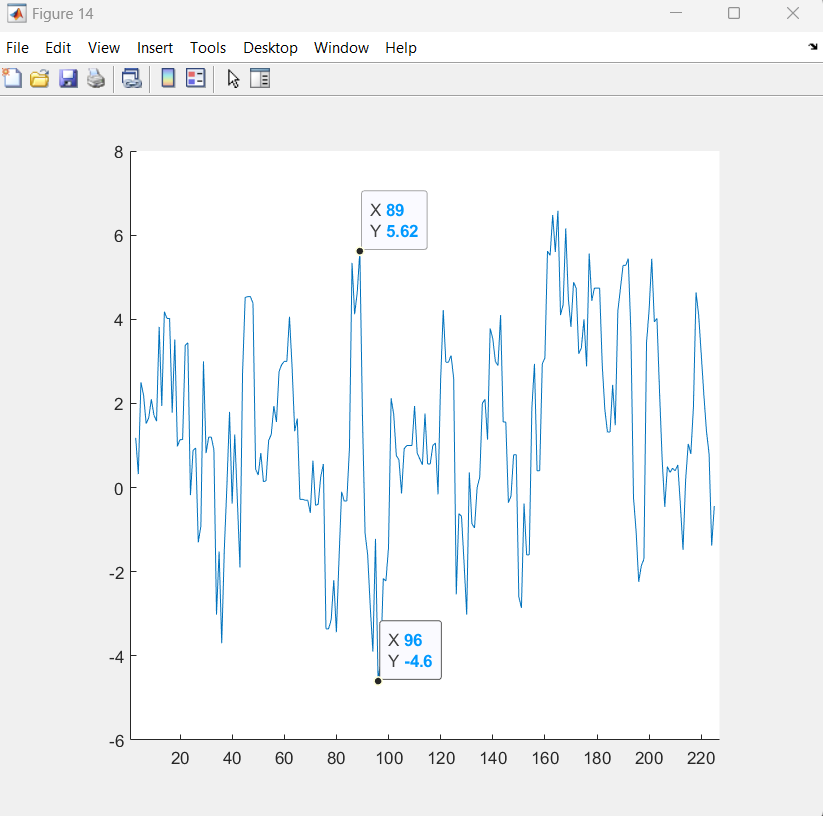 Figure 14
File Edit View Insert Tools Desktop Window Help
8
X 89
Y 5.62
6
4
2
0
-2
X 96
Y -4.6
-4
-6
20 40 60 80 100 120 140 160 180 200 220